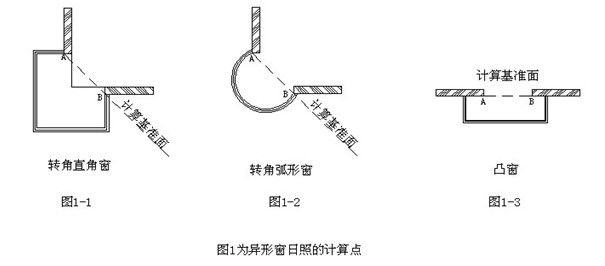 A
B
计算基准面
转角直角窗
图1-1
A
B
计算基准面
转角弧形窗
图1-2
计算基准面
A
B
凸窗
图1-3
图1为异形窗日照的计算点